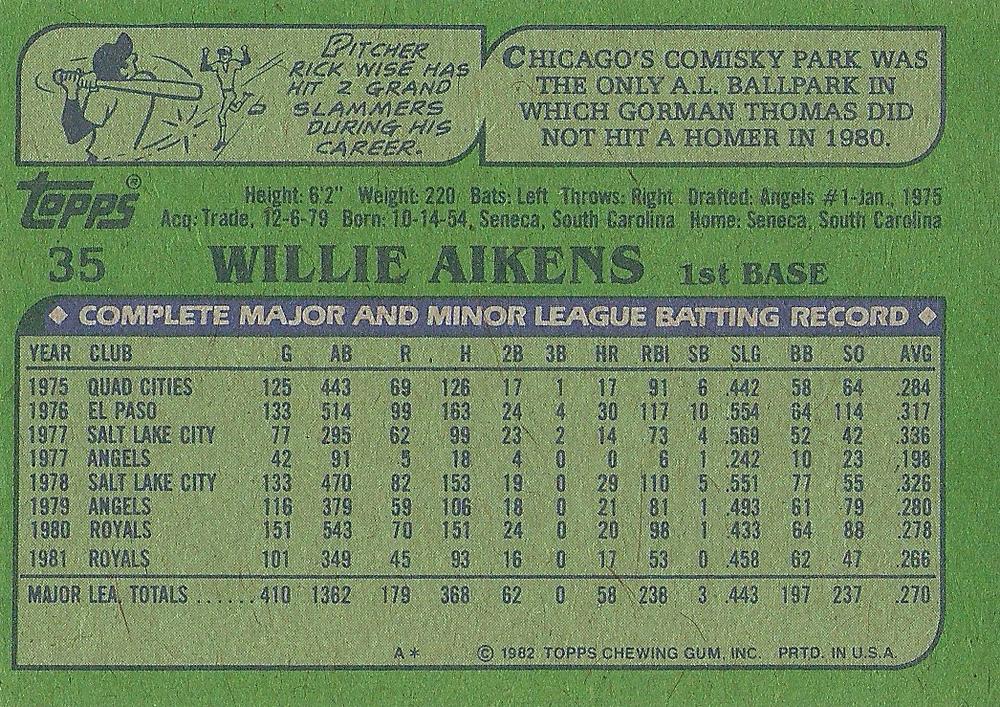 PITCHER
RICK WISE HAS
HIT 2 GRAND
SLAMMERS
DURING HIS
CAREER.
CHICAGO'S COMISKY PARK WAS
THE ONLY A.L. BALLPARK IN
WHICH GORMAN THOMAS DID
NOT HIT A HOMER IN 1980.
topps®
Height: 6'2" Weight: 220 Bats: Left Throws: Right Drafted: Angels #1-Jan., 1975
Acq: Trade, 12-6-79 Born: 10-14-54, Seneca, South Carolina Home: Seneca, South Carolina
35 WILLIE AIKENS 1st BASE
◆ COMPLETE MAJOR AND MINOR LEAGUE BATTING RECORD ◆
YEAR CLUB G AB R H 2B 3B HR RBI SB SLG BB SO AVG
1975 QUAD CITIES 125 443 69 126 17 1 17 91 6 .442 58 64 .284
1976 EL PASO 133 514 99 163 24 4 30 117 10 .554 64 114 .317
1977 SALT LAKE CITY 77 295 62 99 23 2 14 73 4 .569 52 42 .336
1977 ANGELS 42 91 5 18 4 0 0 6 1 .242 10 23 .198
1978 SALT LAKE CITY 133 470 82 153 19 0 29 110 5 .551 77 55 .326
1979 ANGELS 116 379 59 106 18 0 21 81 1 .493 61 79 .280
1980 ROYALS 151 543 70 151 24 0 20 98 1 .433 64 88 .278
1981 ROYALS 101 349 45 93 16 0 17 53 0 .458 62 47 .266
MAJOR LEA. TOTALS ...... 410 1362 179 368 62 0 58 238 3 .443 197 237 .270
A* © 1982 TOPPS CHEWING GUM, INC. PRTD. IN U.S.A.